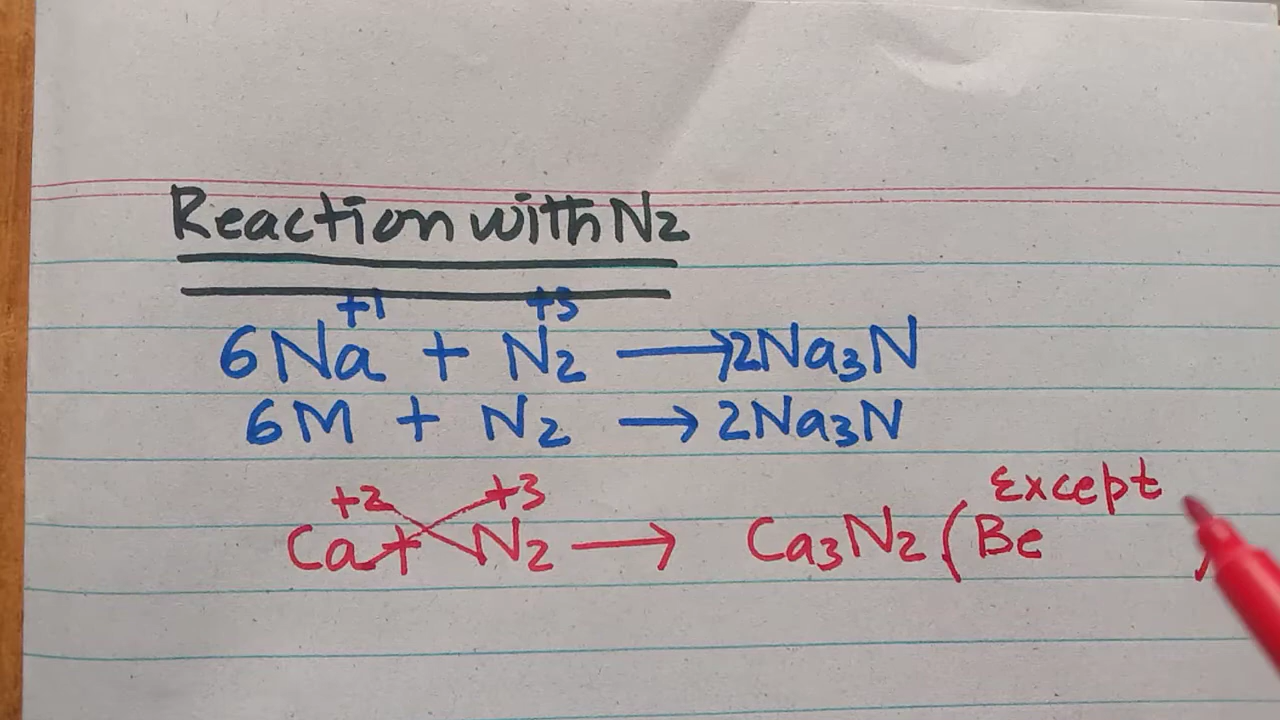 Reaction with N2
+1 +3
6Na + N2 → 2Na3N
6M + N2 → 2Na3N
+2 +3 Except
Ca + N2 → Ca3N2 (Be )